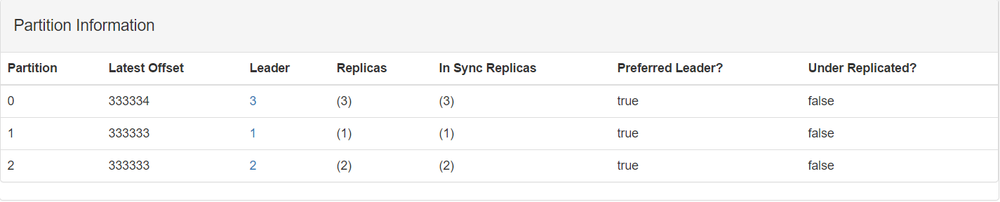 Partition Information
Partition Latest Offset Leader Replicas In Sync Replicas Preferred Leader? Under Replicated?
0 333334 3 (3) (3) true false
1 333333 1 (1) (1) true false
2 333333 2 (2) (2) true false